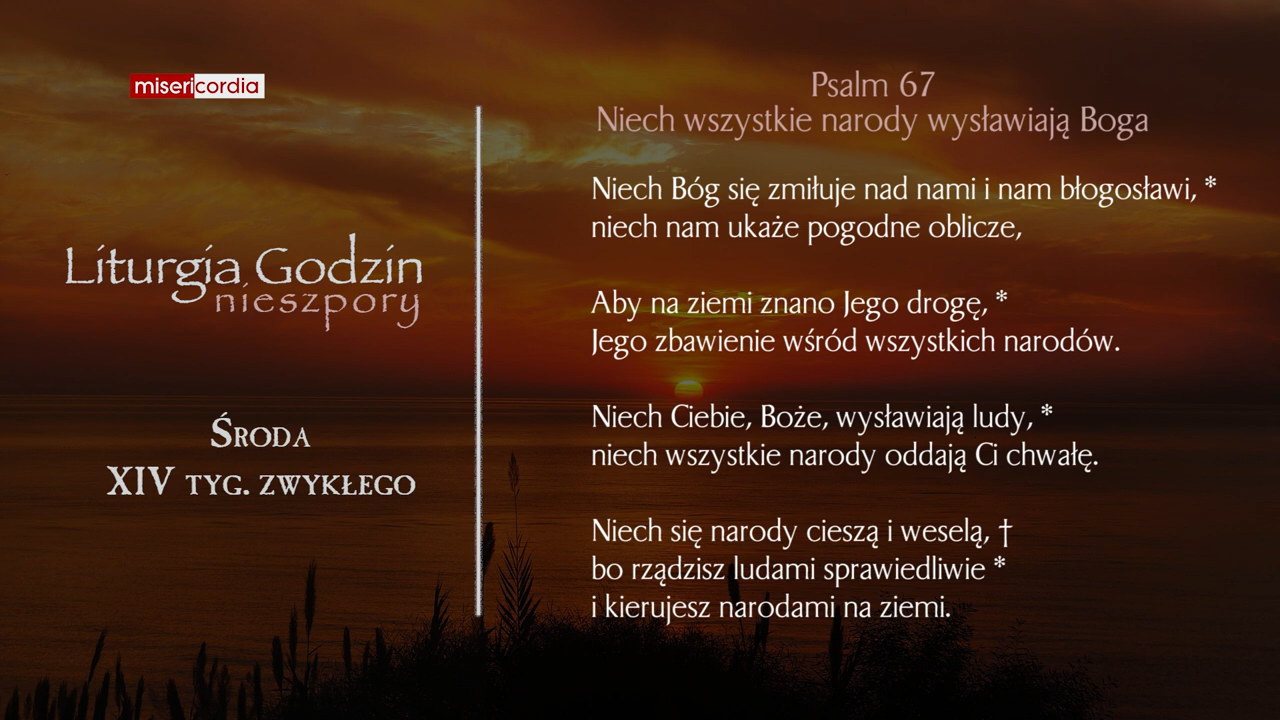 misericordia
Liturgia Godzin
nieszpory
Środa
XIV tyg. zwykłego
Psalm 67
Niech wszystkie narody wysławiają Boga
Niech Bóg się zmiłuje nad nami i nam błogosławi, *
niech nam ukaże pogodne oblicze,
Aby na ziemi znano Jego drogę, *
Jego zbawienie wśród wszystkich narodów.
Niech Ciebie, Boże, wysławiają ludy, *
niech wszystkie narody oddają Ci chwałę.
Niech się narody cieszą i weselą, †
bo rządzisz ludami sprawiedliwie *
i kierujesz narodami na ziemi.